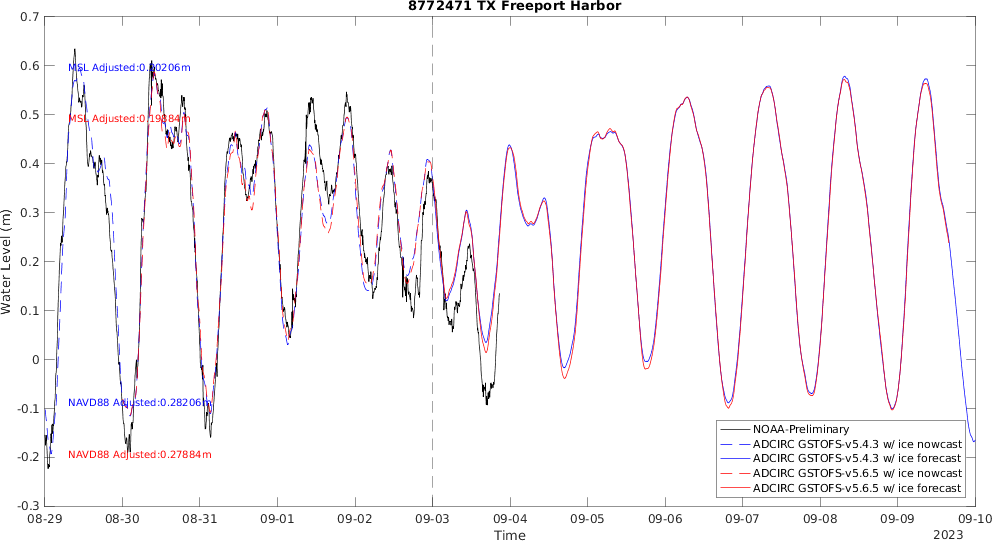 8772471 TX Freeport Harbor
0.7
0.6
0.5
0.4
0.3
0.2
0.1
0
-0.1
-0.2
-0.3
Water Level (m)
MSL Adjusted:0.20206m
MSL Adjusted:0.19884m
NAVD88 Adjusted:0.28206m
NAVD88 Adjusted:0.27884m
NOAA-Preliminary
ADCIRC GSTOFS-v5.4.3 w/ ice nowcast
ADCIRC GSTOFS-v5.4.3 w/ ice forecast
ADCIRC GSTOFS-v5.6.5 w/ ice nowcast
ADCIRC GSTOFS-v5.6.5 w/ ice forecast
08-29 08-30 08-31 09-01 09-02 09-03 09-04 09-05 09-06 09-07 09-08 09-09 09-10
Time
2023